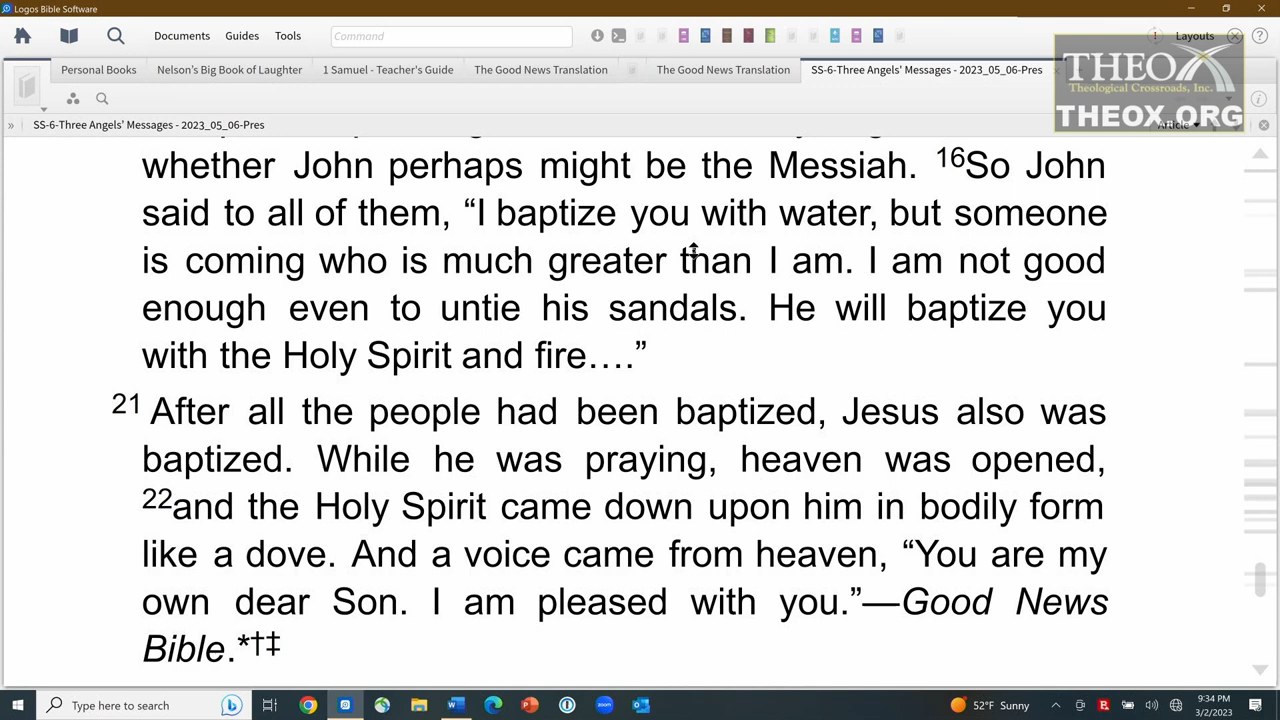 Logos Bible Software
Documents Guides Tools Command Layouts
Personal Books Nelson's Big Book of Laughter 1 Samuel - Teacher's Guide The Good News Translation The Good News Translation SS-6-Three Angels' Messages - 2023_05_06-Pres
THEOX
Theological Crossroads, Inc.
THEOX.ORG
SS-6-Three Angels' Messages - 2023_05_06-Pres Article
whether John perhaps might be the Messiah. 16So John
said to all of them, “I baptize you with water, but someone
is coming who is much greater than I am. I am not good
enough even to untie his sandals. He will baptize you
with the Holy Spirit and fire….”
21 After all the people had been baptized, Jesus also was
baptized. While he was praying, heaven was opened,
22and the Holy Spirit came down upon him in bodily form
like a dove. And a voice came from heaven, “You are my
own dear Son. I am pleased with you.”—Good News
Bible.*†‡
Type here to search 52°F Sunny 9:34 PM
3/2/2023